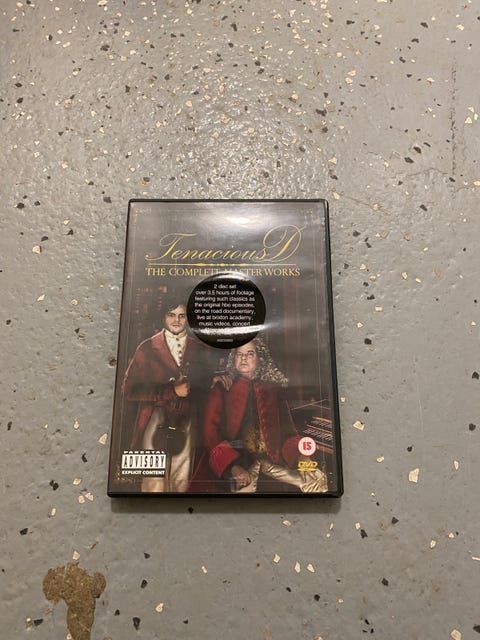 Tenacious D
THE COMPLETE MASTERWORKS
2 disc set
over 3.5 hours of footage
featuring such classics as
the original hbo episodes,
on the road documentary,
live at brixton academy,
music videos, concert
PARENTAL
ADVISORY
EXPLICIT CONTENT
15
DVD